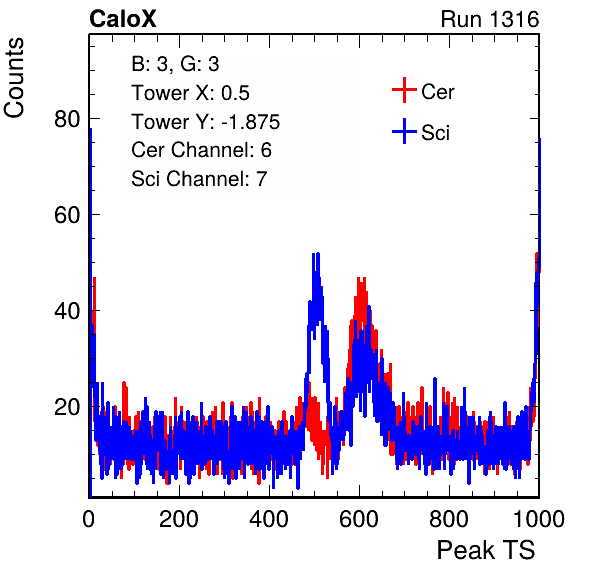 CaloX Run 1316
Counts
B: 3, G: 3
Tower X: 0.5
Tower Y: -1.875
Cer Channel: 6
Sci Channel: 7
Cer
Sci
80
60
40
20
0 200 400 600 800 1000
Peak TS